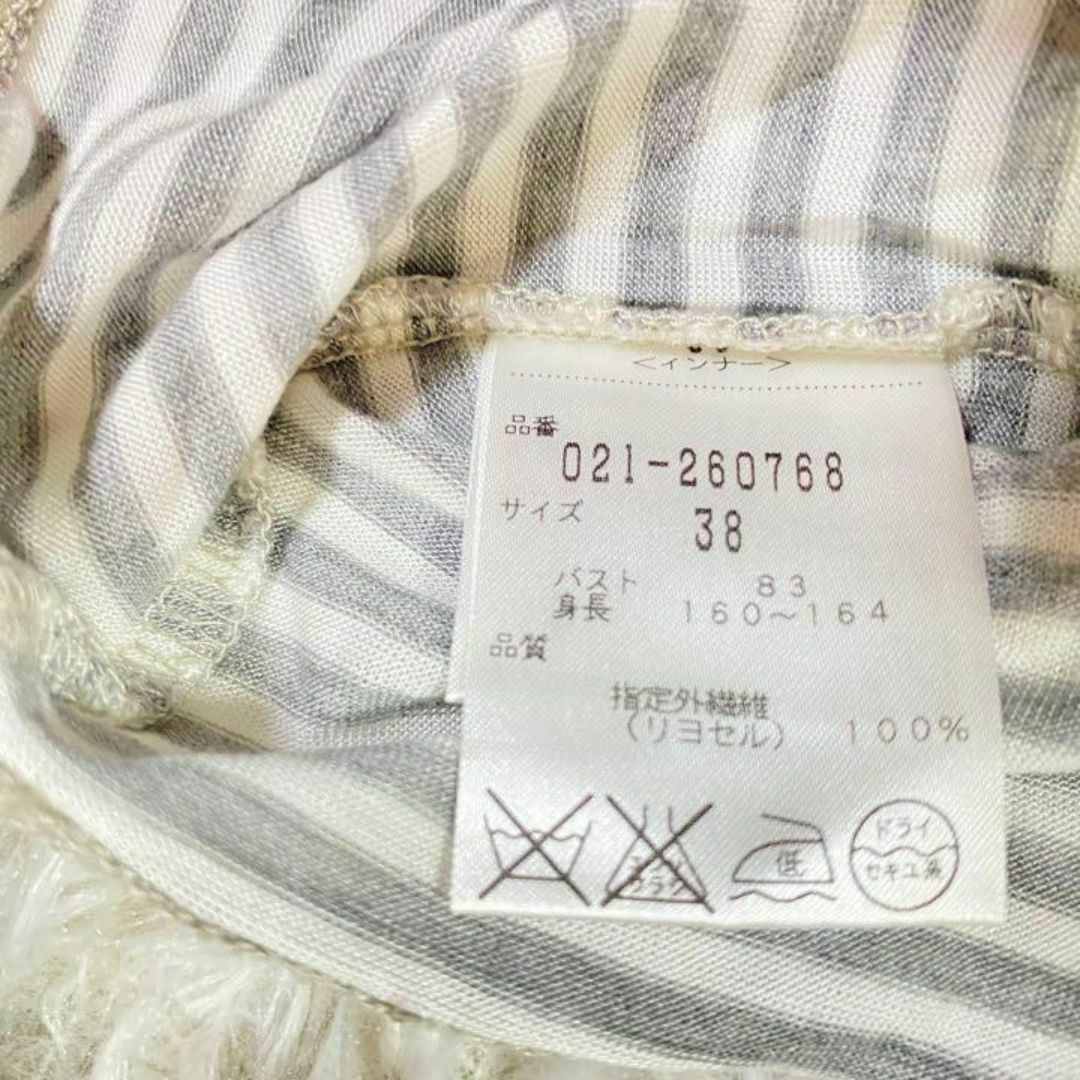 <インナー>
品番
021-260768
サイズ
38
バスト 83
身長 160~164
品質
指定外繊維
(リヨセル) 100%
低
ドライ
セキユ系